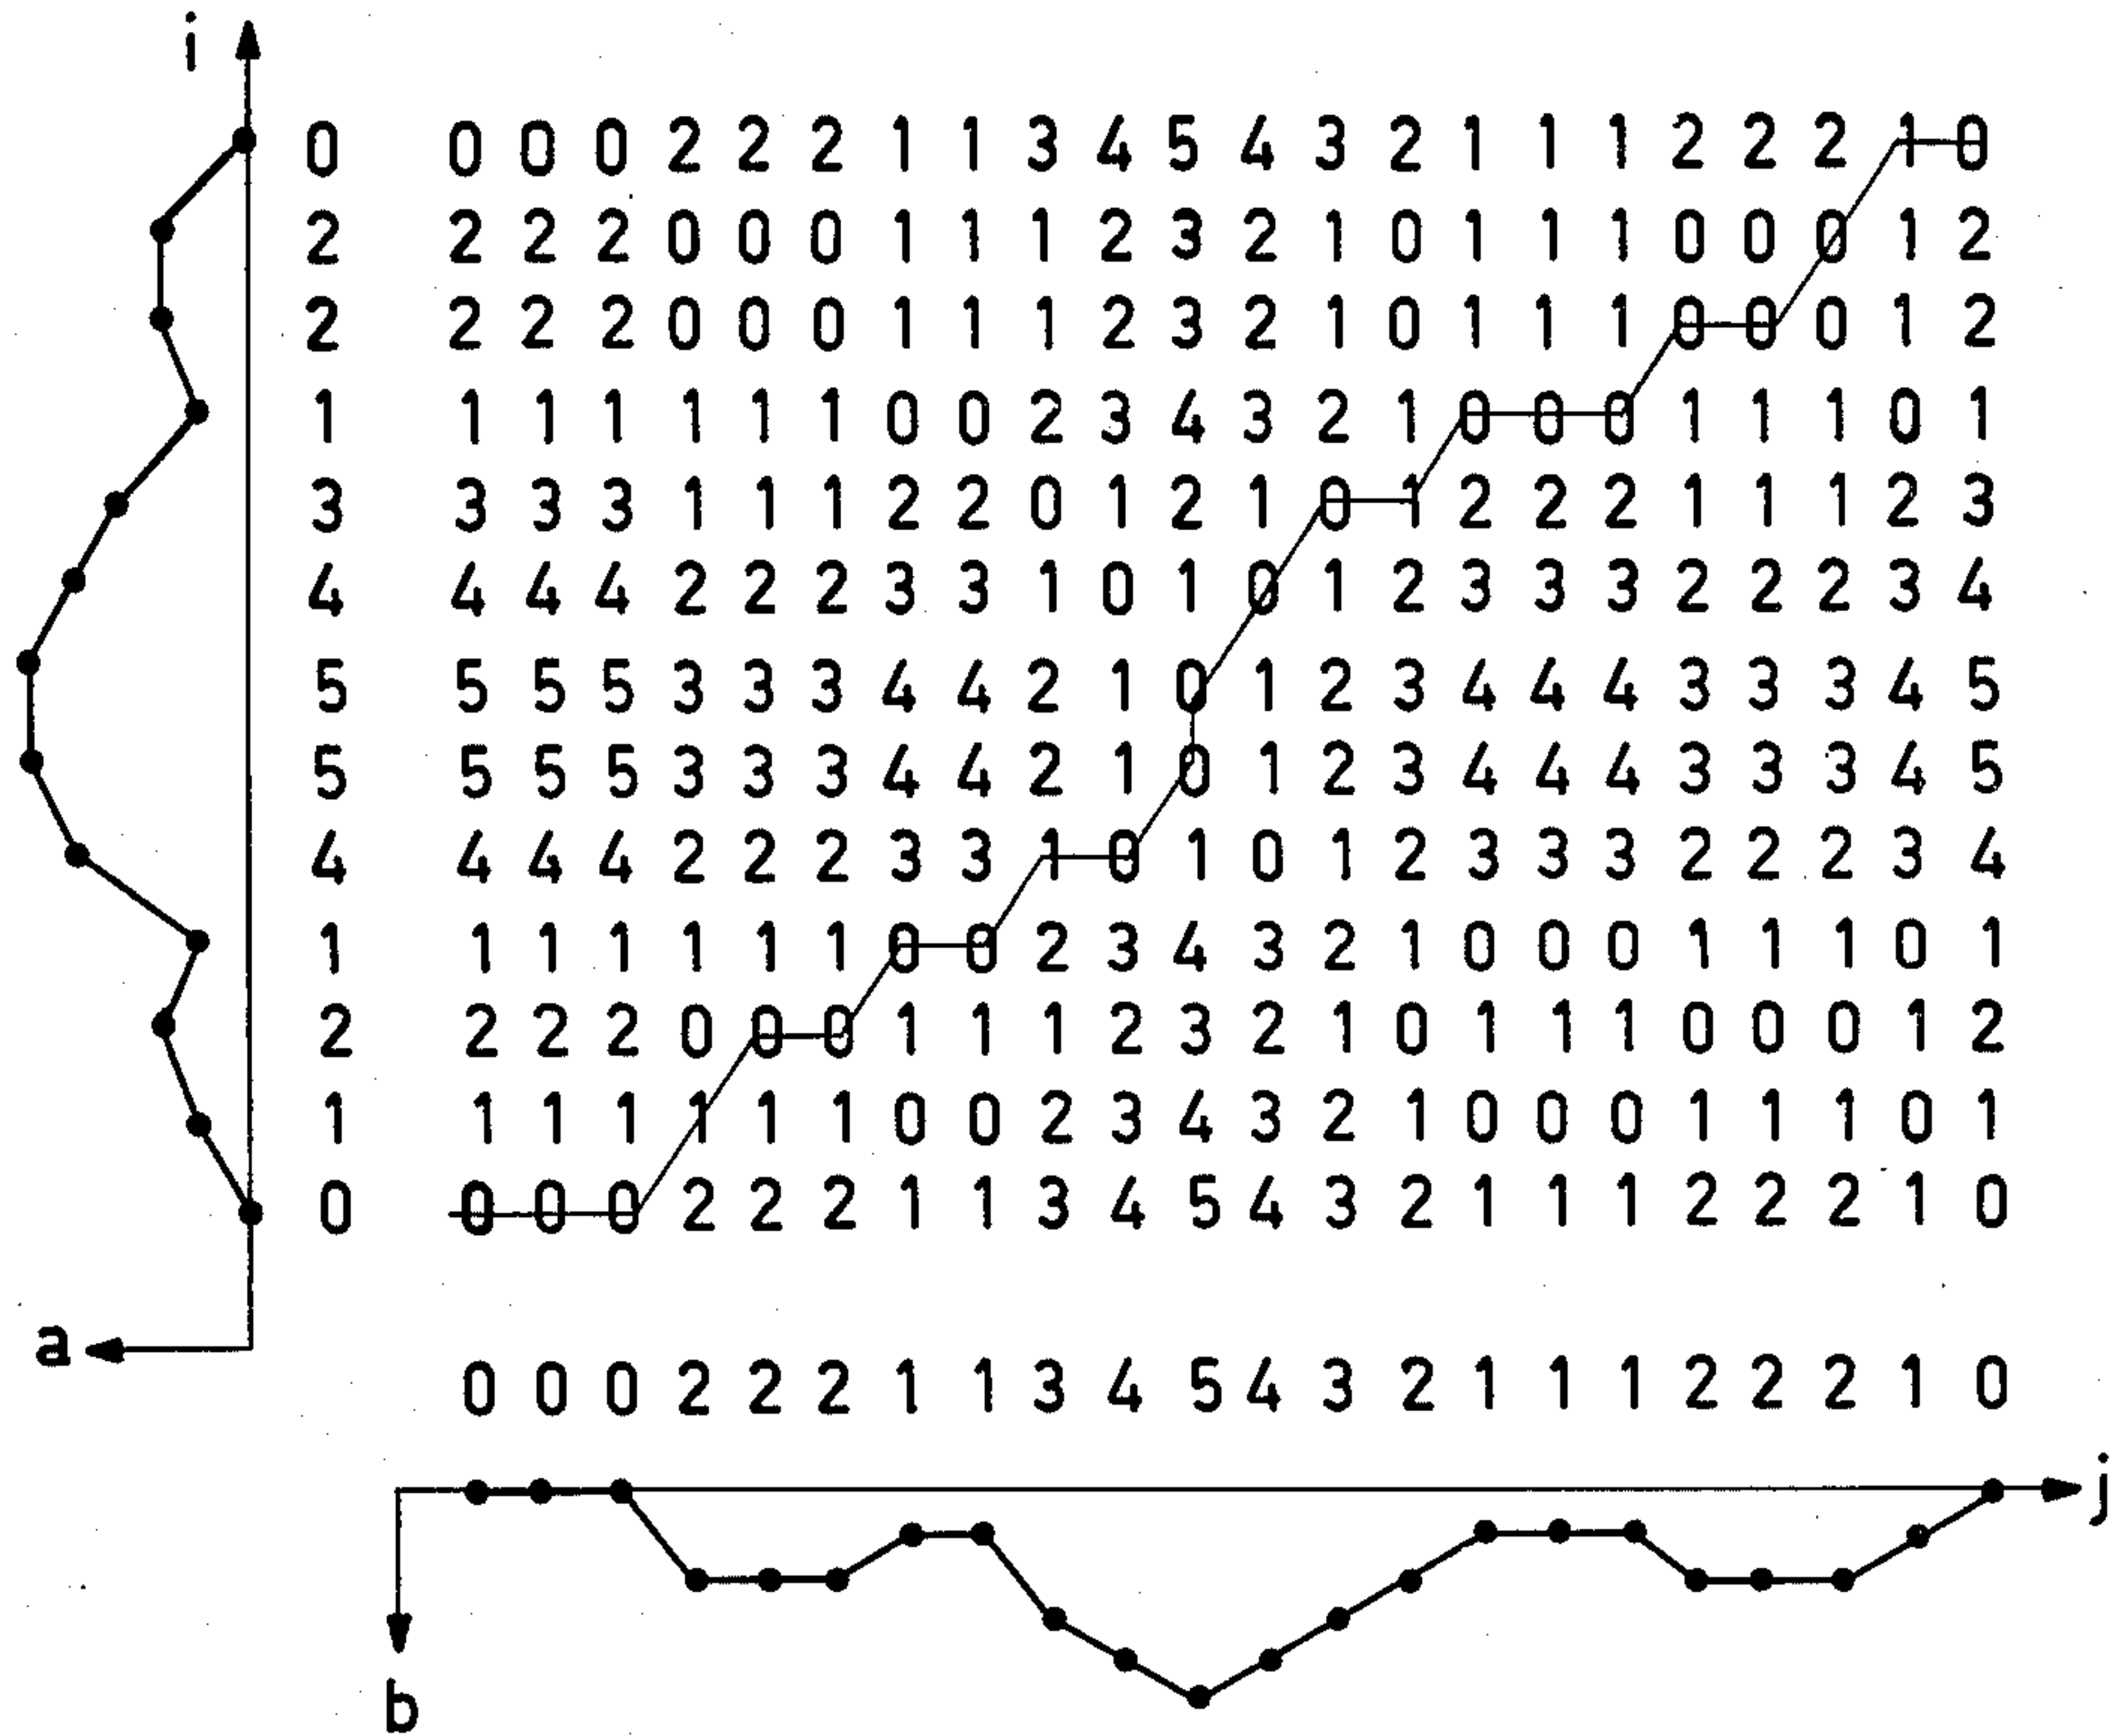 i
0 0 0 0 2 2 2 1 1 3 4 5 4 3 2 1 1 1 2 2 2 1 0
2 2 2 2 0 0 0 1 1 1 2 3 2 1 0 1 1 1 0 0 0 1 2
2 2 2 2 0 0 0 1 1 1 2 3 2 1 0 1 1 1 0 0 0 1 2
1 1 1 1 1 1 1 0 0 2 3 4 3 2 1 0 0 0 1 1 1 0 1
3 3 3 3 1 1 1 2 2 0 1 2 1 0 1 2 2 2 1 1 1 2 3
4 4 4 4 2 2 2 3 3 1 0 1 0 1 2 3 3 3 2 2 2 3 4
5 5 5 5 3 3 3 4 4 2 1 0 1 2 3 4 4 4 3 3 3 4 5
5 5 5 5 3 3 3 4 4 2 1 0 1 2 3 4 4 4 3 3 3 4 5
4 4 4 4 2 2 2 3 3 1 0 1 0 1 2 3 3 3 2 2 2 3 4
1 1 1 1 1 1 1 0 0 2 3 4 3 2 1 0 0 0 1 1 1 0 1
2 2 2 2 0 0 0 1 1 1 2 3 2 1 0 1 1 1 0 0 0 1 2
1 1 1 1 1 1 1 0 0 2 3 4 3 2 1 0 0 0 1 1 1 0 1
0 0 0 0 2 2 2 1 1 3 4 5 4 3 2 1 1 1 2 2 2 1 0
a
0 0 0 2 2 2 1 1 3 4 5 4 3 2 1 1 1 2 2 2 1 0
j
b